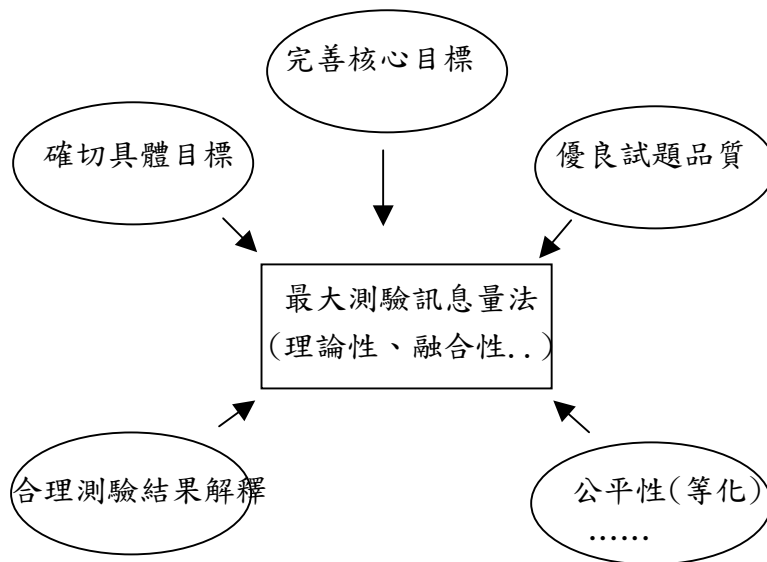 完善核心目標
確切具體目標
優良試題品質
最大測驗訊息量法
(理論性、融合性..)
合理測驗結果解釋
公平性(等化)
......